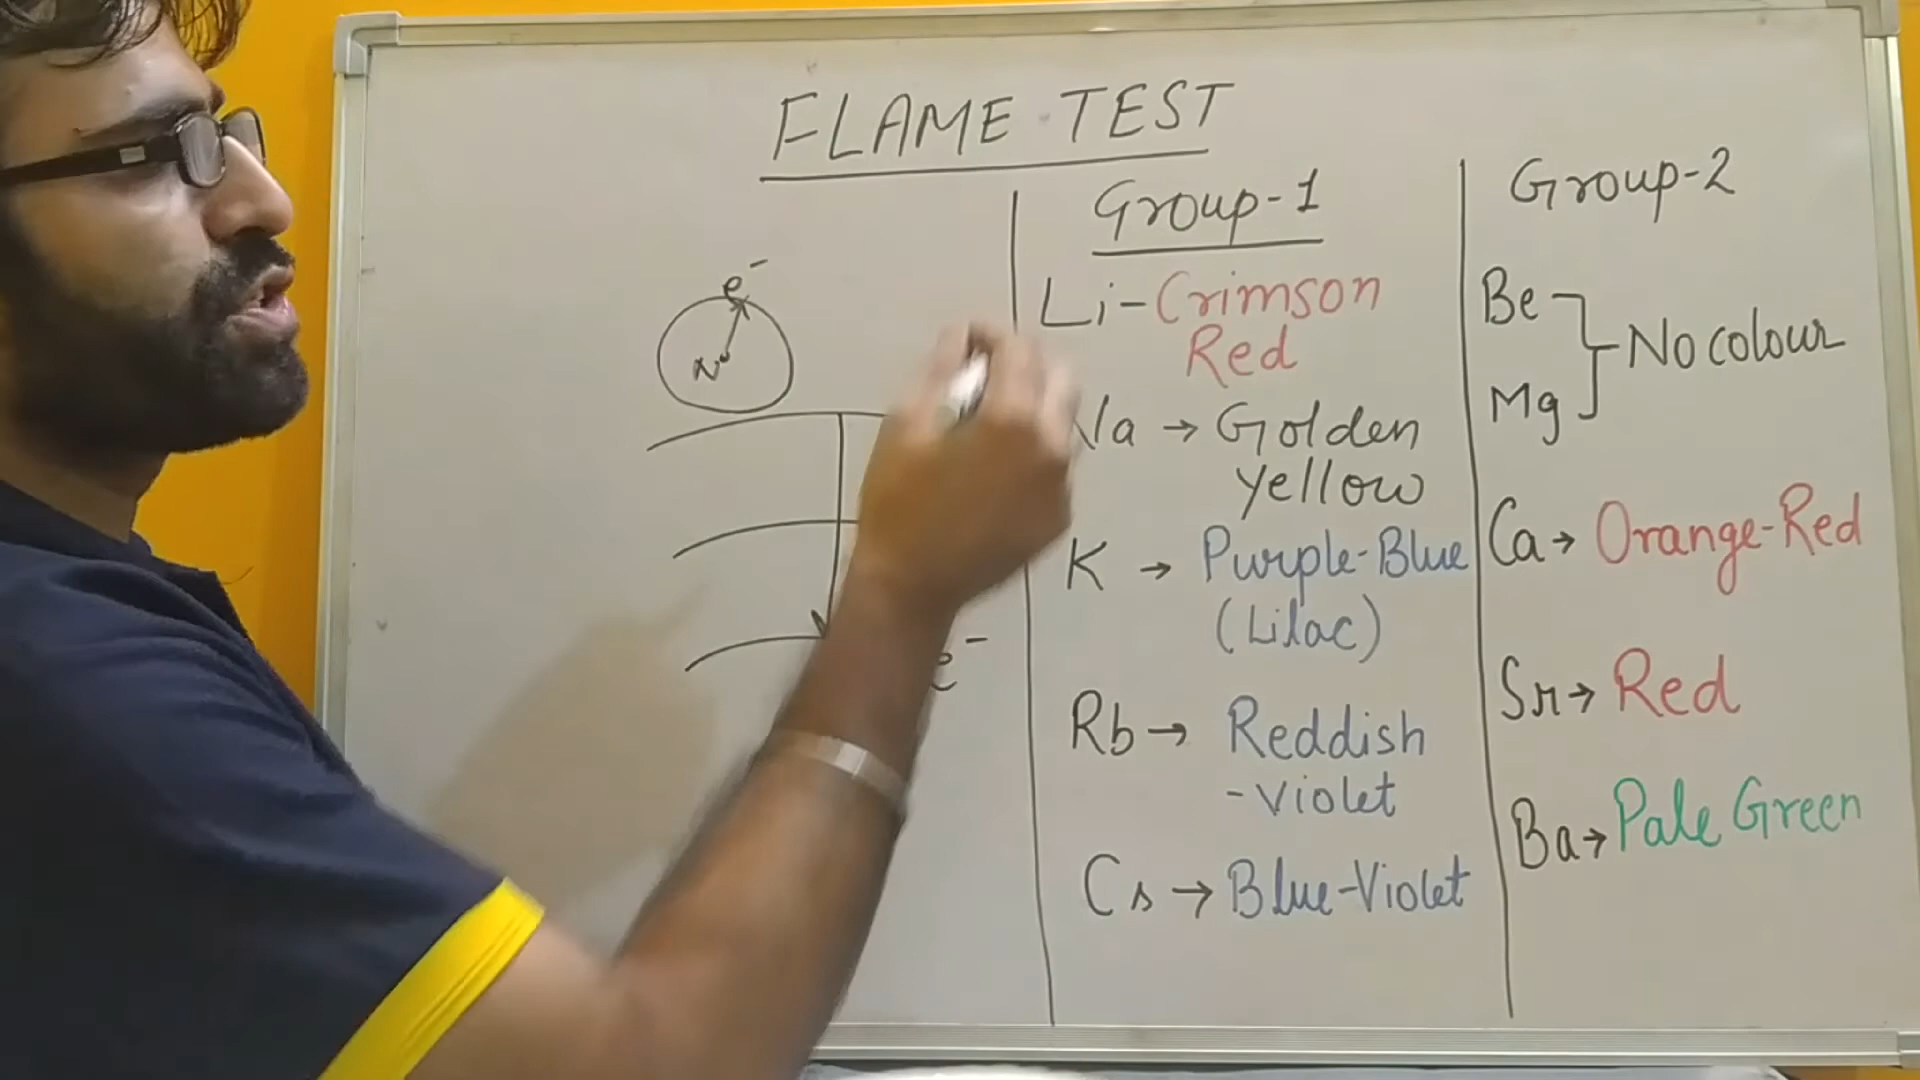 FLAME TEST
e⁻
N
e⁻
Group-1
Li - Crimson
Red
Na → Golden
Yellow
K → Purple-Blue
(Lilac)
Rb → Reddish
-Violet
Cs → Blue-Violet
Group-2
Be
Mg
No colour
Ca → Orange-Red
Sr → Red
Ba → Pale Green